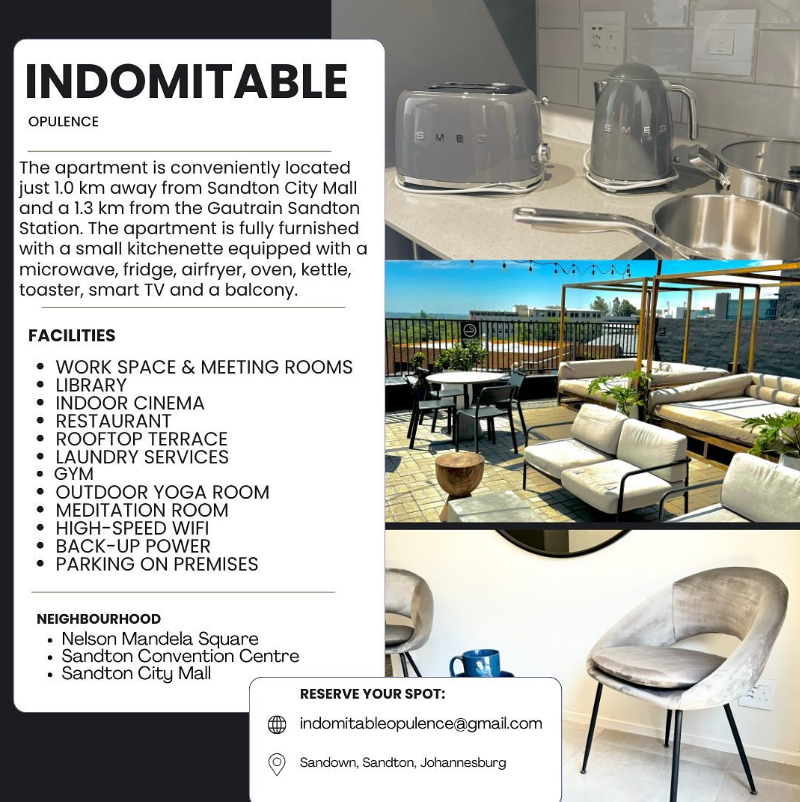 INDOMITABLE
OPULENCE
The apartment is conveniently located
just 1.0 km away from Sandton City Mall
and a 1.3 km from the Gautrain Sandton
Station. The apartment is fully furnished
with a small kitchenette equipped with a
microwave, fridge, airfryer, oven, kettle,
toaster, smart TV and a balcony.
FACILITIES
WORK SPACE & MEETING ROOMS
LIBRARY
INDOOR CINEMA
RESTAURANT
ROOFTOP TERRACE
LAUNDRY SERVICES
GYM
OUTDOOR YOGA ROOM
MEDITATION ROOM
HIGH-SPEED WIFI
BACK-UP POWER
PARKING ON PREMISES
NEIGHBOURHOOD
Nelson Mandela Square
Sandton Convention Centre
Sandton City Mall
RESERVE YOUR SPOT:
indomitableopulence@gmail.com
Sandown, Sandton, Johannesburg
SMEG
SMEG